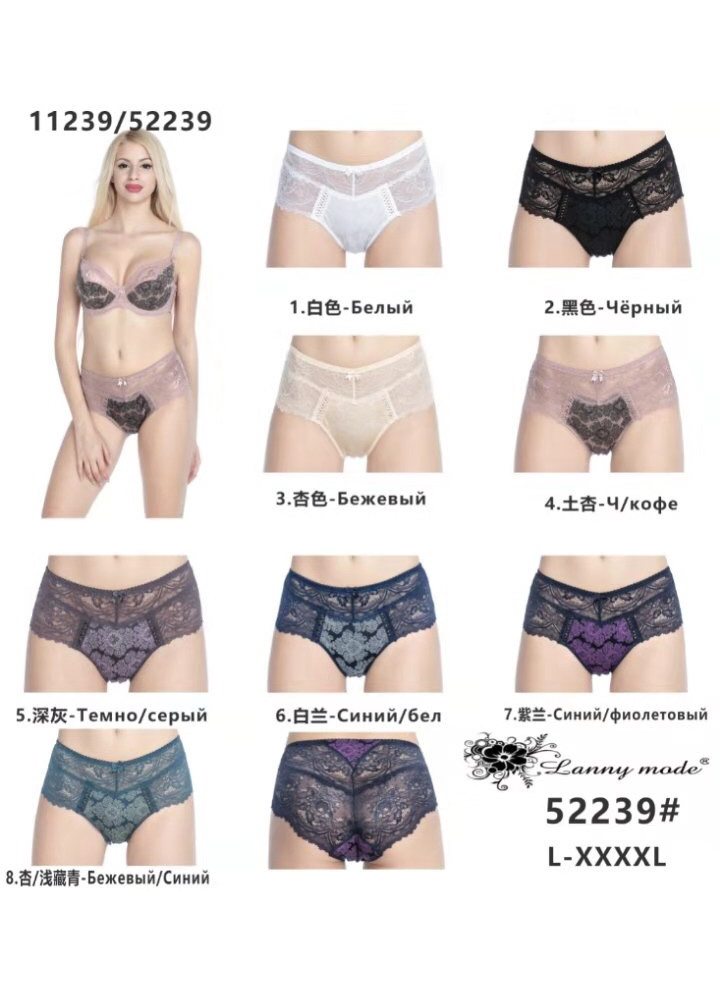 11239/52239
1.白色-Белый
2.黑色-Чёрный
3.杏色-Бежевый
4.土杏-Ч/кофе
5.深灰-Темно/серый
6.白兰-Синий/бел
7.紫兰-Синий/фиолетовый
Lanny mode®
52239#
L-XXXXL
8.杏/浅藏青-Бежевый/Синий